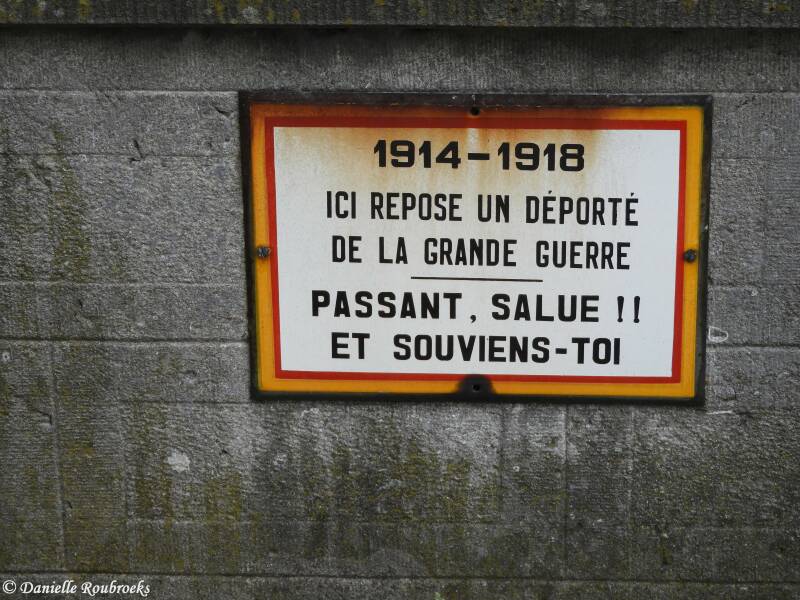 1914-1918
ICI REPOSE UN DÉPORTÉ
DE LA GRANDE GUERRE
PASSANT, SALUE !!
ET SOUVIENS-TOI
© Danielle Roubroeks